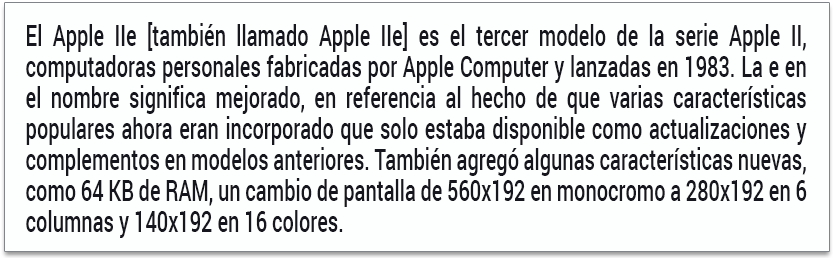 El Apple IIe [también llamado Apple IIe] es el tercer modelo de la serie Apple II,
computadoras personales fabricadas por Apple Computer y lanzadas en 1983. La e en
el nombre significa mejorado, en referencia al hecho de que varias características
populares ahora eran incorporado que solo estaba disponible como actualizaciones y
complementos en modelos anteriores. También agregó algunas características nuevas,
como 64 KB de RAM, un cambio de pantalla de 560x192 en monocromo a 280x192 en 6
columnas y 140x192 en 16 colores.